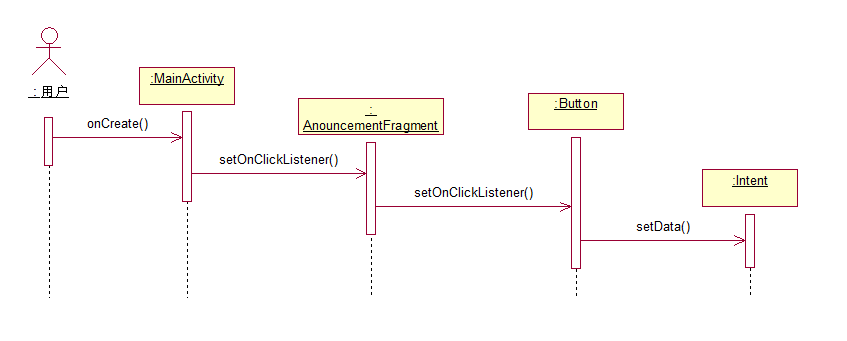 :用户
:MainActivity
:
AnouncementFragment
:Button
:Intent
onCreate()
setOnClickListener()
setOnClickListener()
setData()